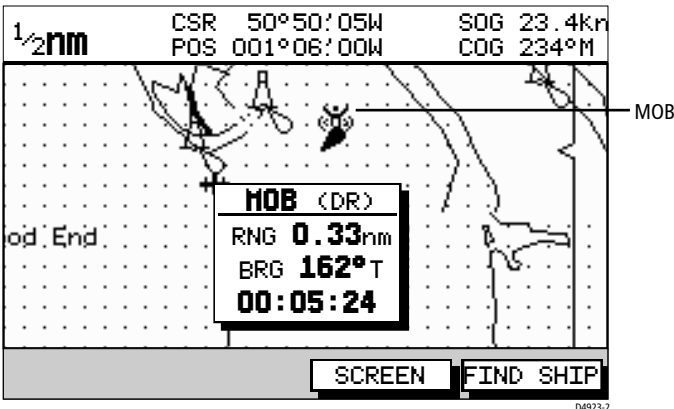 1/2nm
CSR 50°50.'05W
POS 001°06.'00W
SOG 23.4Kn
COG 234°M
MOB
MOB (DR)
RNG 0.33nm
BRG 162°T
00:05:24
od End
SCREEN
FIND SHIP
D4923-2